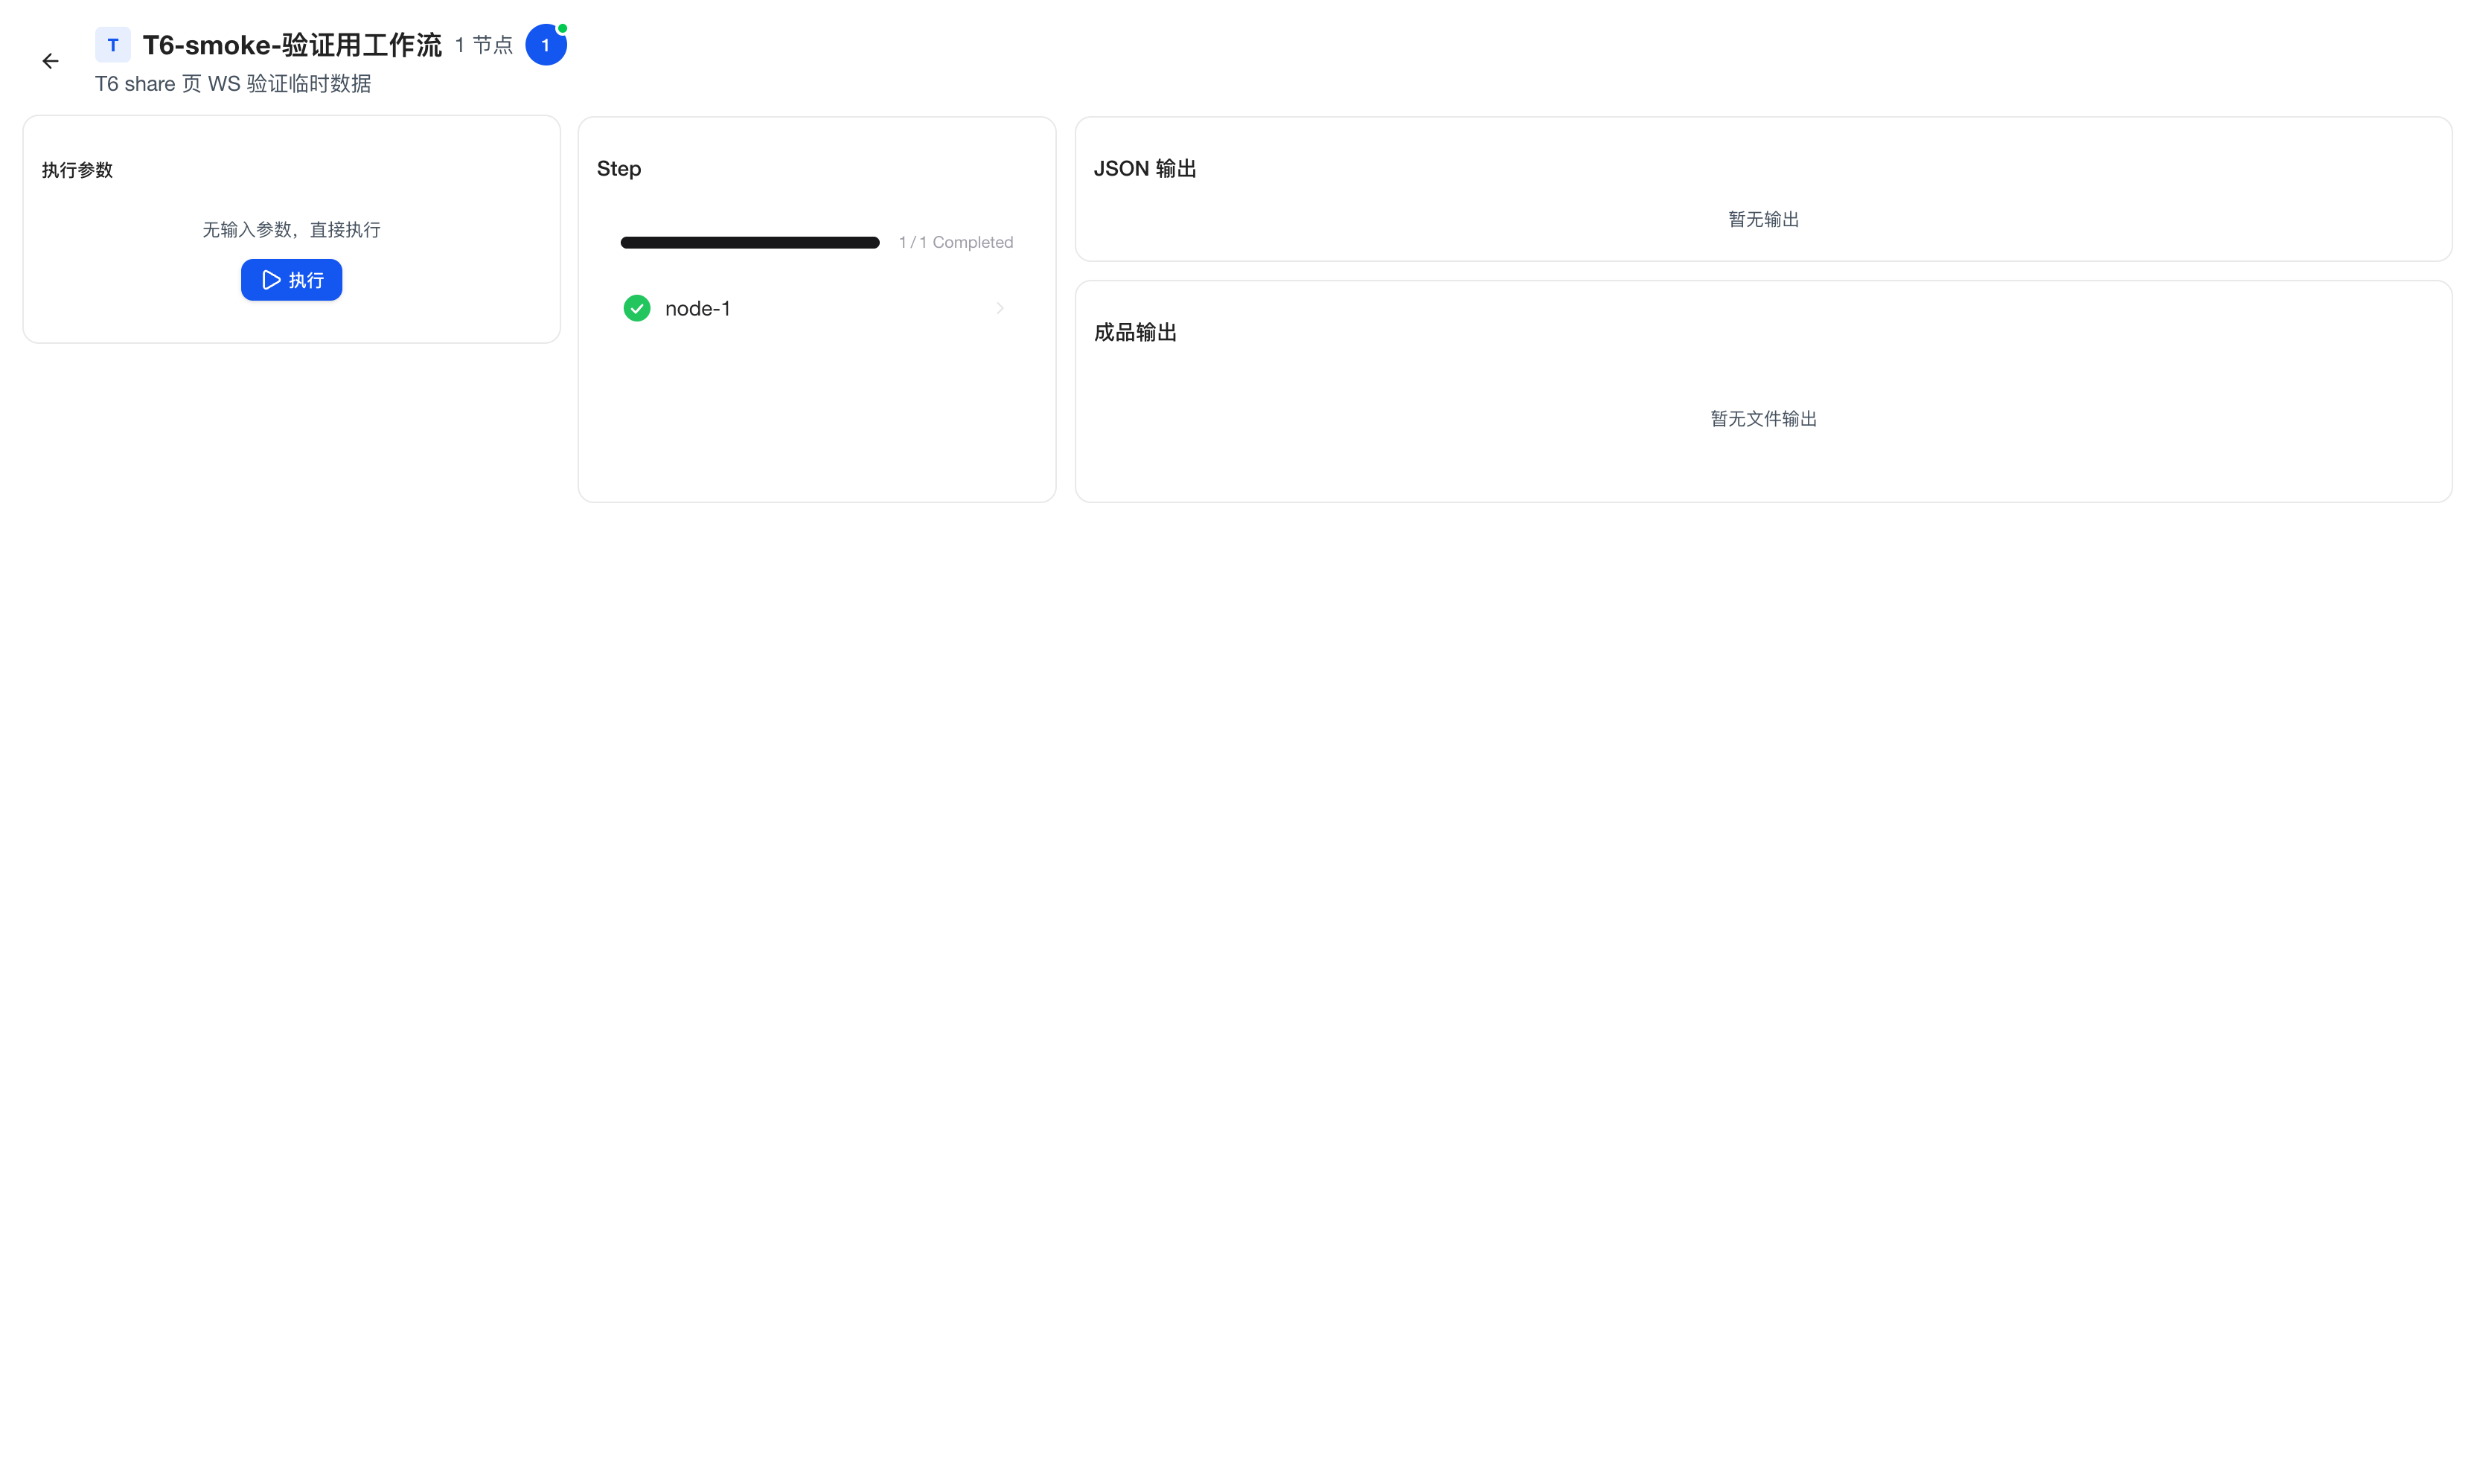 T
T6-smoke-验证用工作流 1 节点 1
T6 share 页 WS 验证临时数据
执行参数
无输入参数，直接执行
执行
Step
1 / 1 Completed
node-1
JSON 输出
暂无输出
成品输出
暂无文件输出